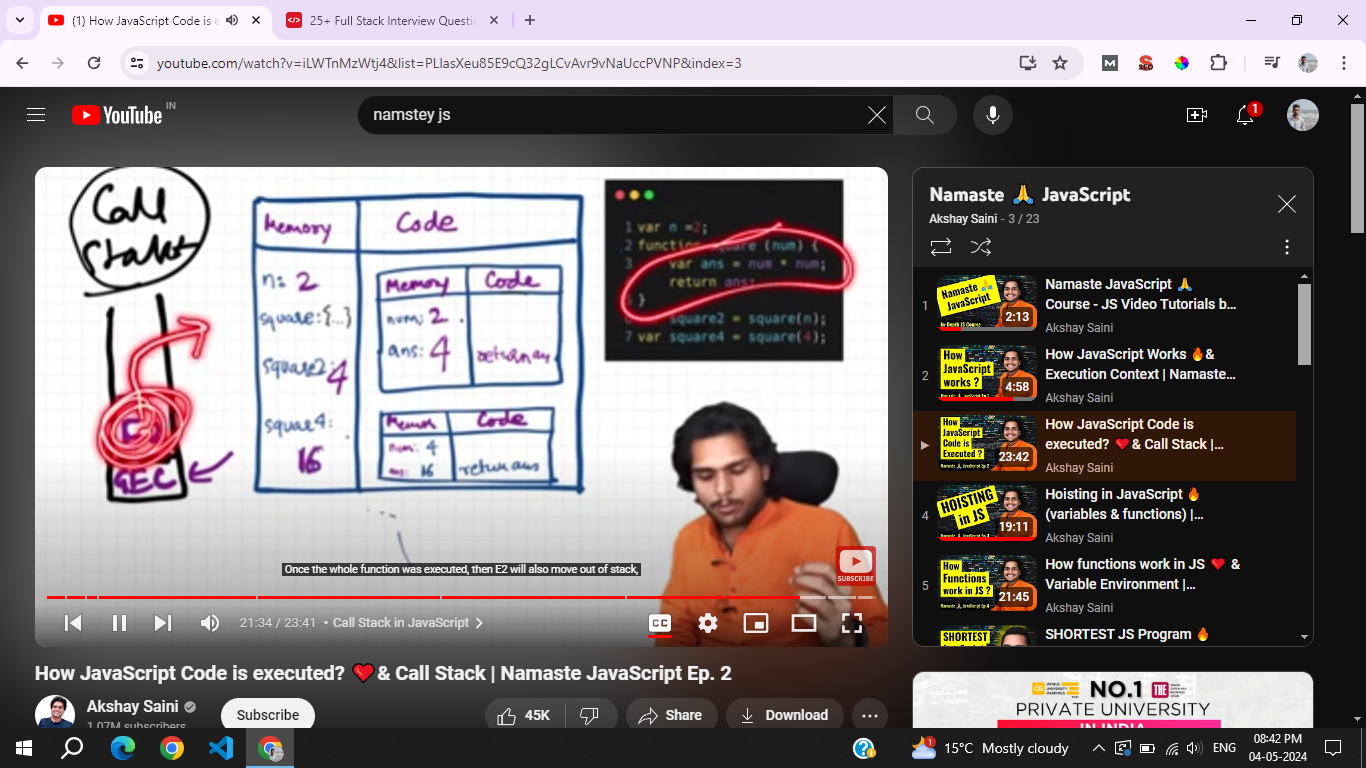 (1) How JavaScript Code is e
25+ Full Stack Interview Questio
youtube.com/watch?v=iLWTnMzWtj4&list=PLlasXeu85E9cQ32gLCvAvr9vNaUccPVNP&index=3
YouTube IN
namstey js
1
Call
Stack
GEC
Memory
Code
n: 2
square: {...}
square2: 4
square4:
16
Memory Code
num: 2
ans: 4
Code
num: 4
ans: 16 return ans
1 var n =2;
2 function square (num) {
3 var ans = num * num;
return ans;
}
square2 = square(n);
7 var square4 = square(4);
Once the whole function was executed, then E2 will also move out of stack,
SUBSCRIBE
21:34 / 23:41 • Call Stack in JavaScript
CC
How JavaScript Code is executed? ❤️& Call Stack | Namaste JavaScript Ep. 2
Akshay Saini
1.07M subscribers
Subscribe
45K
Share
Download
Namaste 🙏 JavaScript
Akshay Saini - 3 / 23
1
Namaste JavaScript
In-Depth JS Course
2:13
Namaste JavaScript 🙏
Course - JS Video Tutorials b...
Akshay Saini
2
How
JavaScript
works ?
4:58
How JavaScript Works 🔥&
Execution Context | Namaste...
Akshay Saini
How
JavaScript
Code is
Executed ?
23:42
How JavaScript Code is
executed? ❤️& Call Stack |...
Akshay Saini
4
HOISTING
in JS
19:11
Hoisting in JavaScript 🔥
(variables & functions) |...
Akshay Saini
5
How
Functions
work in JS ?
21:45
How functions work in JS ❤️ &
Variable Environment |...
Akshay Saini
SHORTEST
SHORTEST JS Program 🔥
NO.1
PRIVATE UNIVERSITY
IN INDIA
15°C Mostly cloudy
1
ENG
08:42 PM
04-05-2024